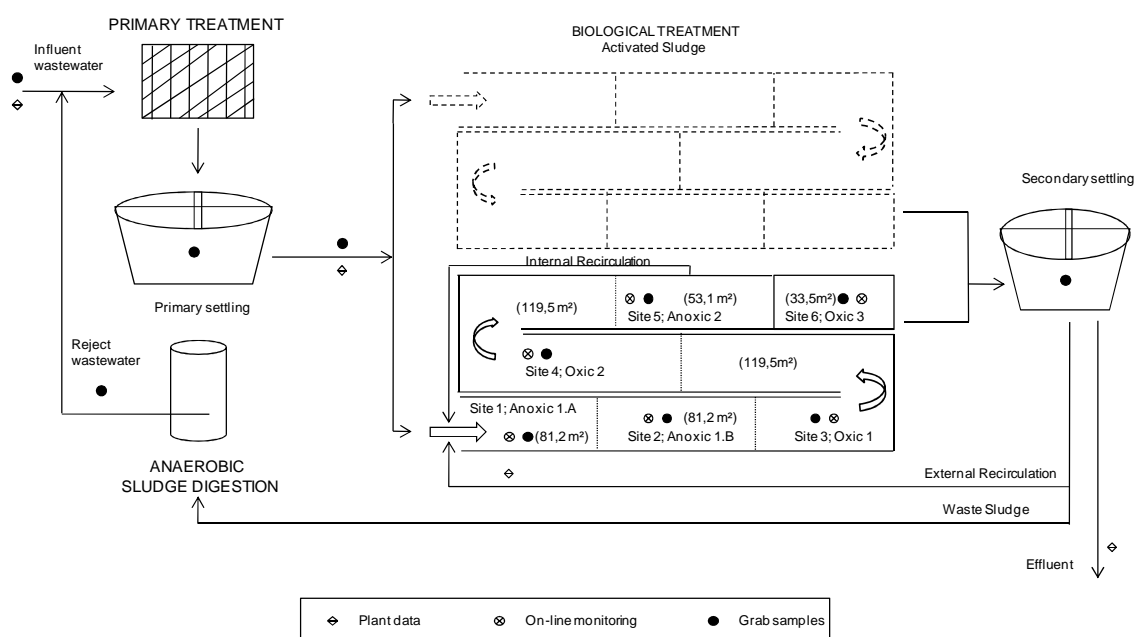 PRIMARY TREATMENT
Influent
wastewater
BIOLOGICAL TREATMENT
Activated Sludge
Secondary settling
Primary settling
Internal Recirculation
(119,5 m²)
(53,1 m²)
Site 5; Anoxic 2
(33,5m²)
Site 6; Oxic 3
Reject
wastewater
Site 4; Oxic 2
(119,5m²)
Site 1; Anoxic 1.A
(81,2 m²)
(81,2 m²)
Site 2; Anoxic 1.B
Site 3; Oxic 1
ANAEROBIC
SLUDGE DIGESTION
External Recirculation
Waste Sludge
Effluent
Plant data
On-line monitoring
Grab samples